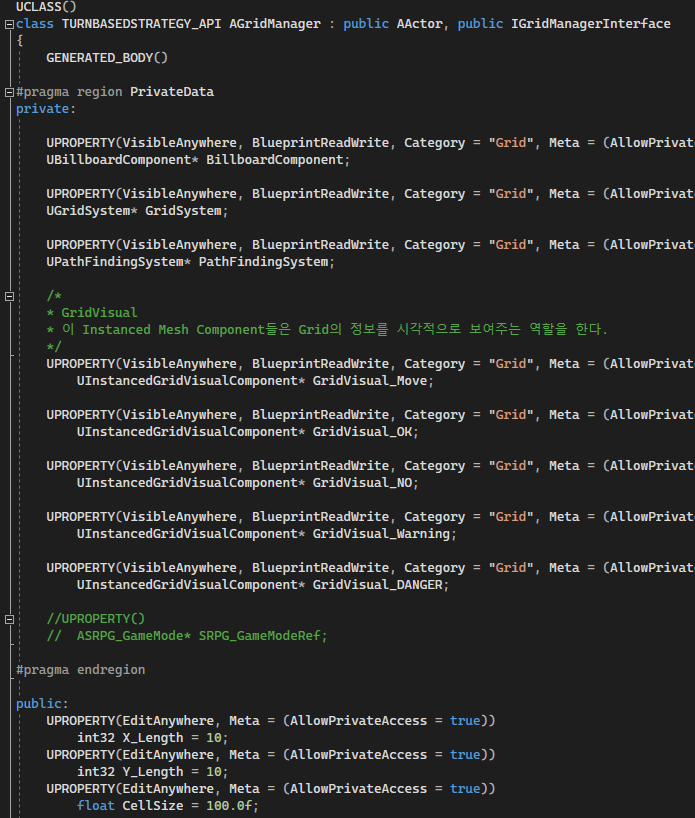 UCLASS()
class TURNBASEDSTRATEGY_API AGridManager : public AActor, public IGridManagerInterface
{
GENERATED_BODY()
#pragma region PrivateData
private:
UPROPERTY(VisibleAnywhere, BlueprintReadWrite, Category = "Grid", Meta = (AllowPrivat
UBillboardComponent* BillboardComponent;
UPROPERTY(VisibleAnywhere, BlueprintReadWrite, Category = "Grid", Meta = (AllowPrivat
UGridSystem* GridSystem;
UPROPERTY(VisibleAnywhere, BlueprintReadWrite, Category = "Grid", Meta = (AllowPrivat
UPathFindingSystem* PathFindingSystem;
/*
* GridVisual
* 이 Instanced Mesh Component들은 Grid의 정보를 시각적으로 보여주는 역할을 한다.
*/
UPROPERTY(VisibleAnywhere, BlueprintReadWrite, Category = "Grid", Meta = (AllowPrivat
UInstancedGridVisualComponent* GridVisual_Move;
UPROPERTY(VisibleAnywhere, BlueprintReadWrite, Category = "Grid", Meta = (AllowPrivat
UInstancedGridVisualComponent* GridVisual_OK;
UPROPERTY(VisibleAnywhere, BlueprintReadWrite, Category = "Grid", Meta = (AllowPrivat
UInstancedGridVisualComponent* GridVisual_NO;
UPROPERTY(VisibleAnywhere, BlueprintReadWrite, Category = "Grid", Meta = (AllowPrivat
UInstancedGridVisualComponent* GridVisual_Warning;
UPROPERTY(VisibleAnywhere, BlueprintReadWrite, Category = "Grid", Meta = (AllowPrivat
UInstancedGridVisualComponent* GridVisual_DANGER;
//UPROPERTY()
//  ASRPG_GameMode* SRPG_GameModeRef;
#pragma endregion
public:
UPROPERTY(EditAnywhere, Meta = (AllowPrivateAccess = true))
int32 X_Length = 10;
UPROPERTY(EditAnywhere, Meta = (AllowPrivateAccess = true))
int32 Y_Length = 10;
UPROPERTY(EditAnywhere, Meta = (AllowPrivateAccess = true))
float CellSize = 100.0f;